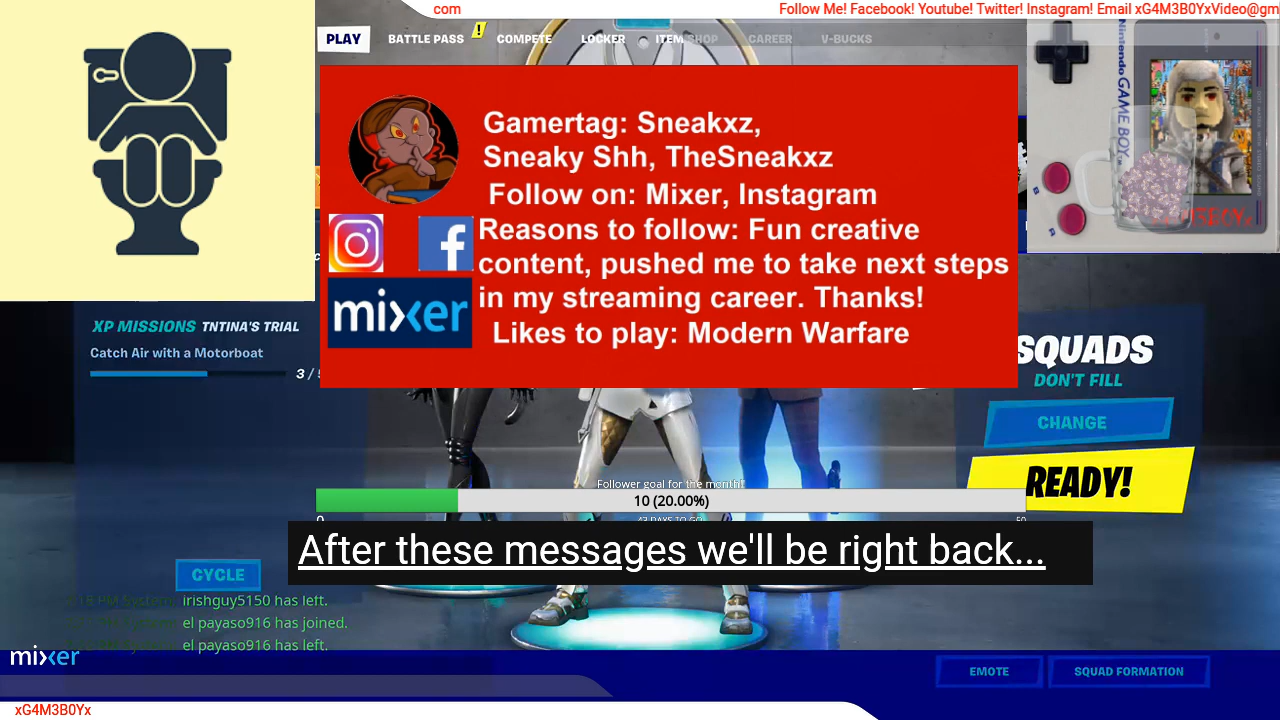 com
Follow Me! Facebook! Youtube! Twitter! Instagram! Email xG4M3B0YxVideo@gm
PLAY
BATTLE PASS
!
COMPETE
LOCKER
ITEM SHOP
CAREER
V-BUCKS
Nintendo GAME BOY
Gamertag: Sneakxz,
Sneaky Shh, TheSneakxz
Follow on: Mixer, Instagram
Reasons to follow: Fun creative
content, pushed me to take next steps
in my streaming career. Thanks!
Likes to play: Modern Warfare
mixer
XP MISSIONS TNTINA'S TRIAL
Catch Air with a Motorboat
3 /
SQUADS
DON'T FILL
CHANGE
READY!
Follower goal for the month!!
10 (20.00%)
0
50
After these messages we'll be right back...
CYCLE
irishguy5150 has left.
el payaso916 has joined.
el payaso916 has left.
mixer
EMOTE
SQUAD FORMATION
xG4M3B0Yx